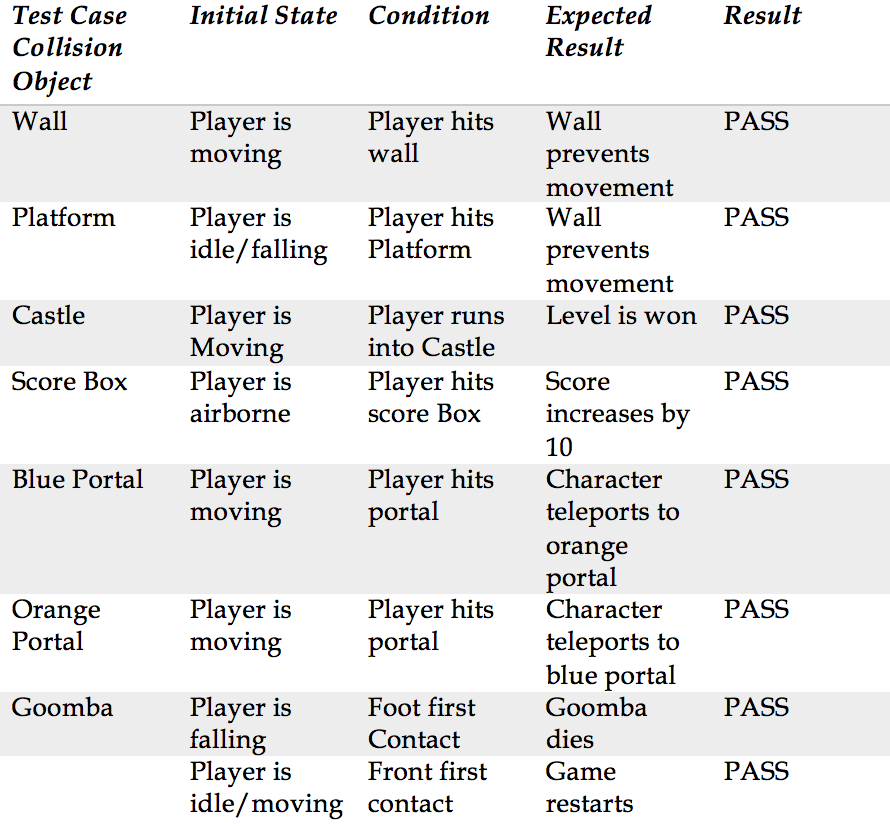 Test Case Collision Object Initial State Condition Expected Result Result
Wall Player is moving Player hits wall Wall prevents movement PASS
Platform Player is idle/falling Player hits Platform Wall prevents movement PASS
Castle Player is Moving Player runs into Castle Level is won PASS
Score Box Player is airborne Player hits score Box Score increases by 10 PASS
Blue Portal Player is moving Player hits portal Character teleports to orange portal PASS
Orange Portal Player is moving Player hits portal Character teleports to blue portal PASS
Goomba Player is falling Foot first Contact Goomba dies PASS
Player is idle/moving Front first contact Game restarts PASS